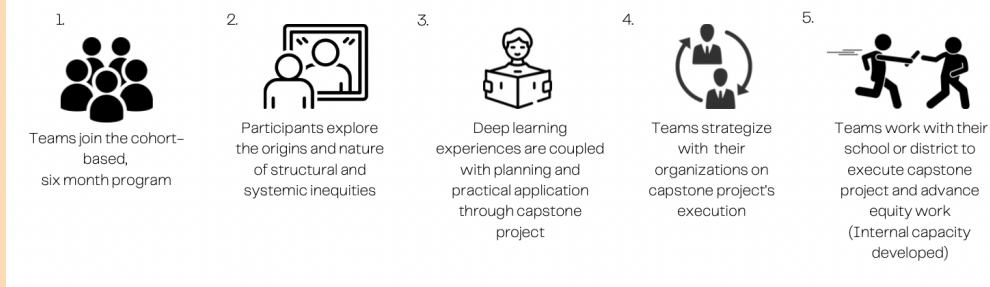 1.
Teams join the cohort-
based,
six month program
2.
Participants explore
the origins and nature
of structural and
systemic inequities
3.
Deep learning
experiences are coupled
with planning and
practical application
through capstone
project
4.
Teams strategize
with their
organizations on
capstone project's
execution
5.
Teams work with their
school or district to
execute capstone
project and advance
equity work
(Internal capacity
developed)